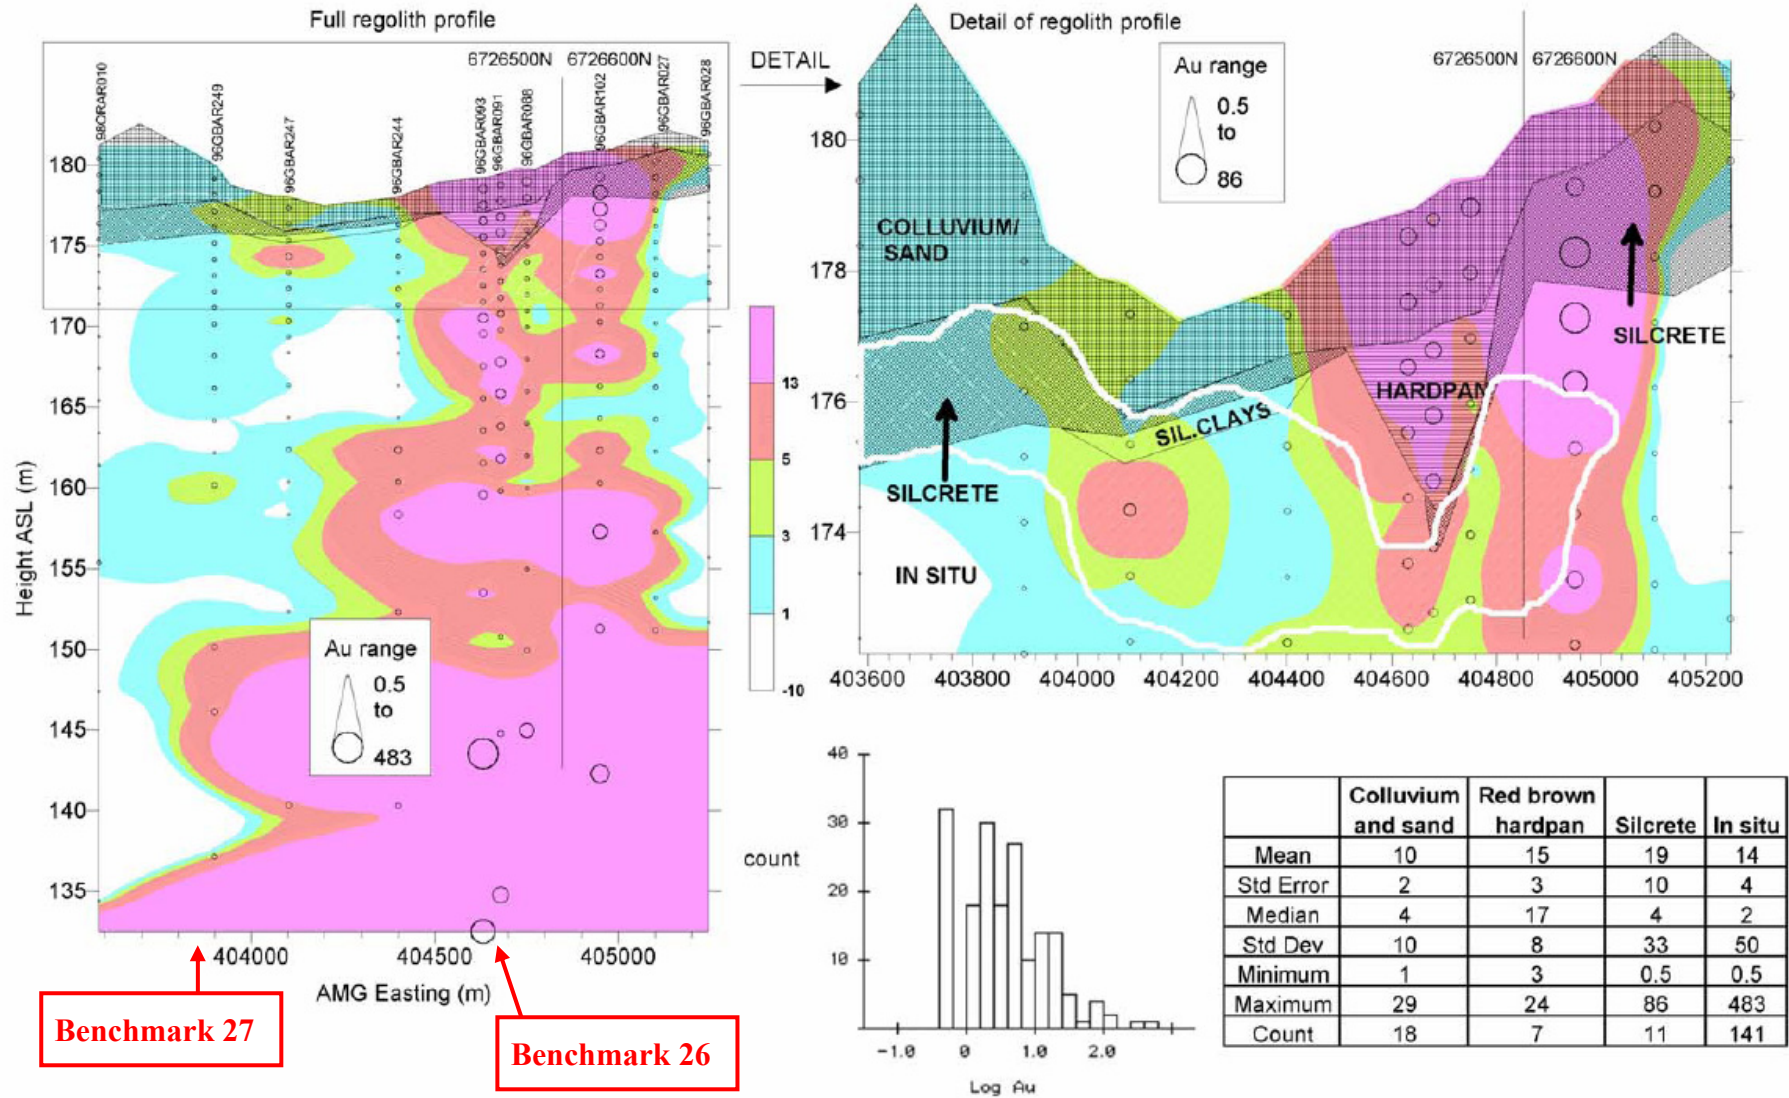 Full regolith profile
6726500N 6726600N
98ORAR010
96GBAR249
96GBAR247
96GBAR244
96GBAR093
96GBAR091
96GBAR088
96GBAR102
96GBAR027
96GBAR028
180
175
170
165
160
155
150
145
140
135
Height ASL (m)
Au range
0.5
to
483
404000 404500 405000
AMG Easting (m)
Benchmark 27
Benchmark 26
DETAIL
13
5
3
1
-10
Detail of regolith profile
Au range
0.5
to
86
6726500N 6726600N
180
178
176
174
COLLUVIUM/
SAND
SILCRETE
HARDPAN
SIL.CLAYS
SILCRETE
IN SITU
403600 403800 404000 404200 404400 404600 404800 405000 405200
40
30
20
10
count
-1.0 0 1.0 2.0
Log Au
Colluvium and sand Red brown hardpan Silcrete In situ
Mean 10 15 19 14
Std Error 2 3 10 4
Median 4 17 4 2
Std Dev 10 8 33 50
Minimum 1 3 0.5 0.5
Maximum 29 24 86 483
Count 18 7 11 141